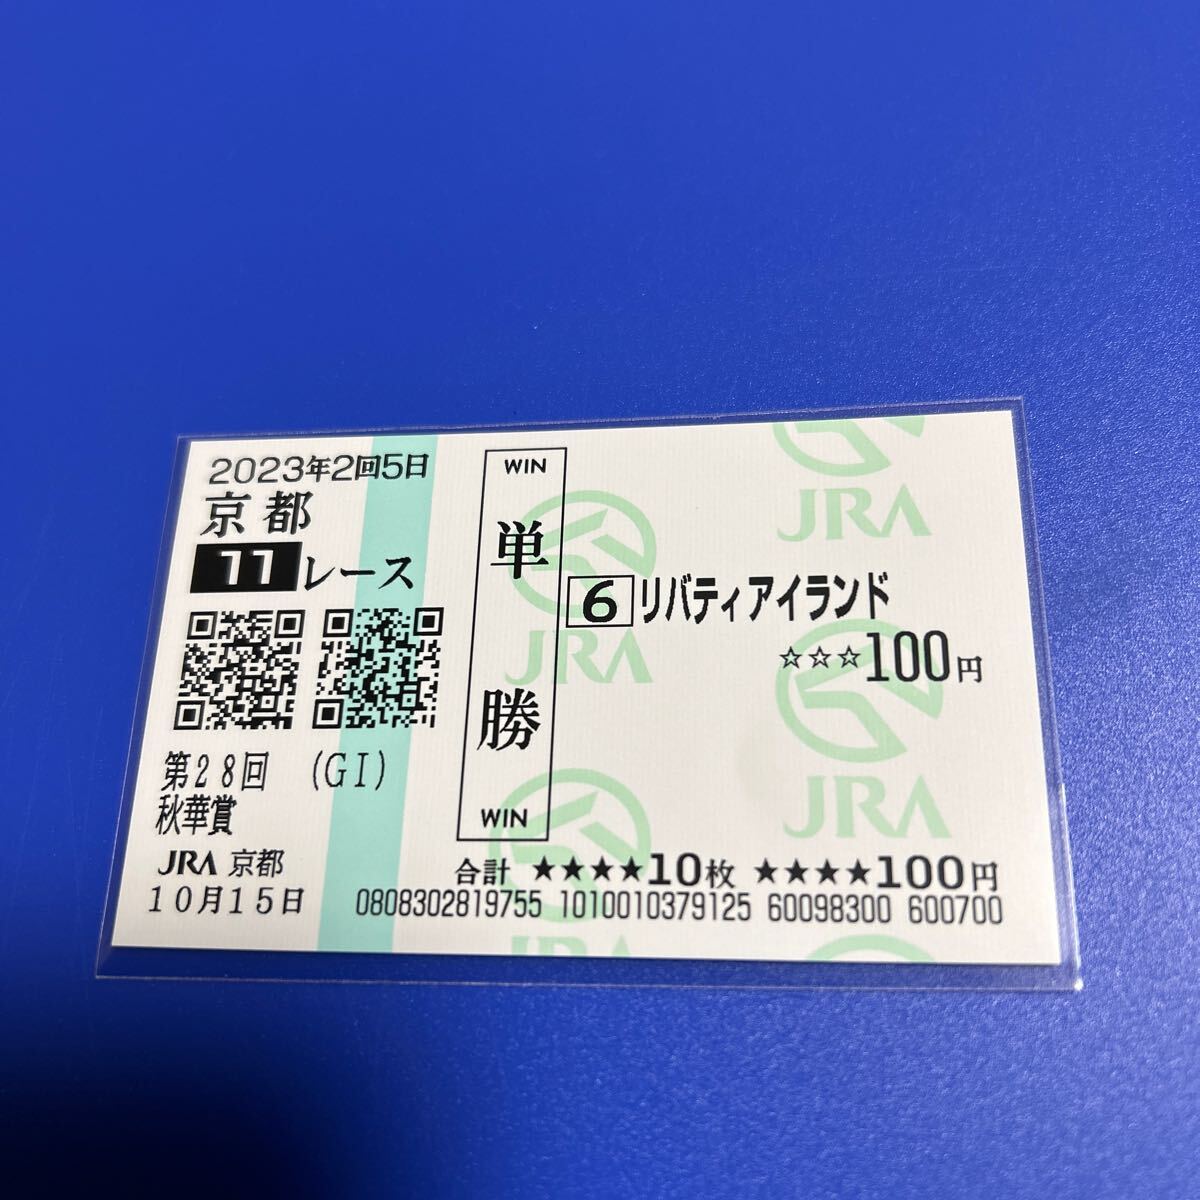 2023年2回5日
京都
11レース
第28回 (GI)
秋華賞
JRA 京都
10月15日
WIN
単勝
WIN
6 リバティアイランド
☆☆☆100円
合計 ★★★★10枚 ★★★★100円
0808302819755 1010010379125 60098300 600700
JRA
JRA
JRA
JRA